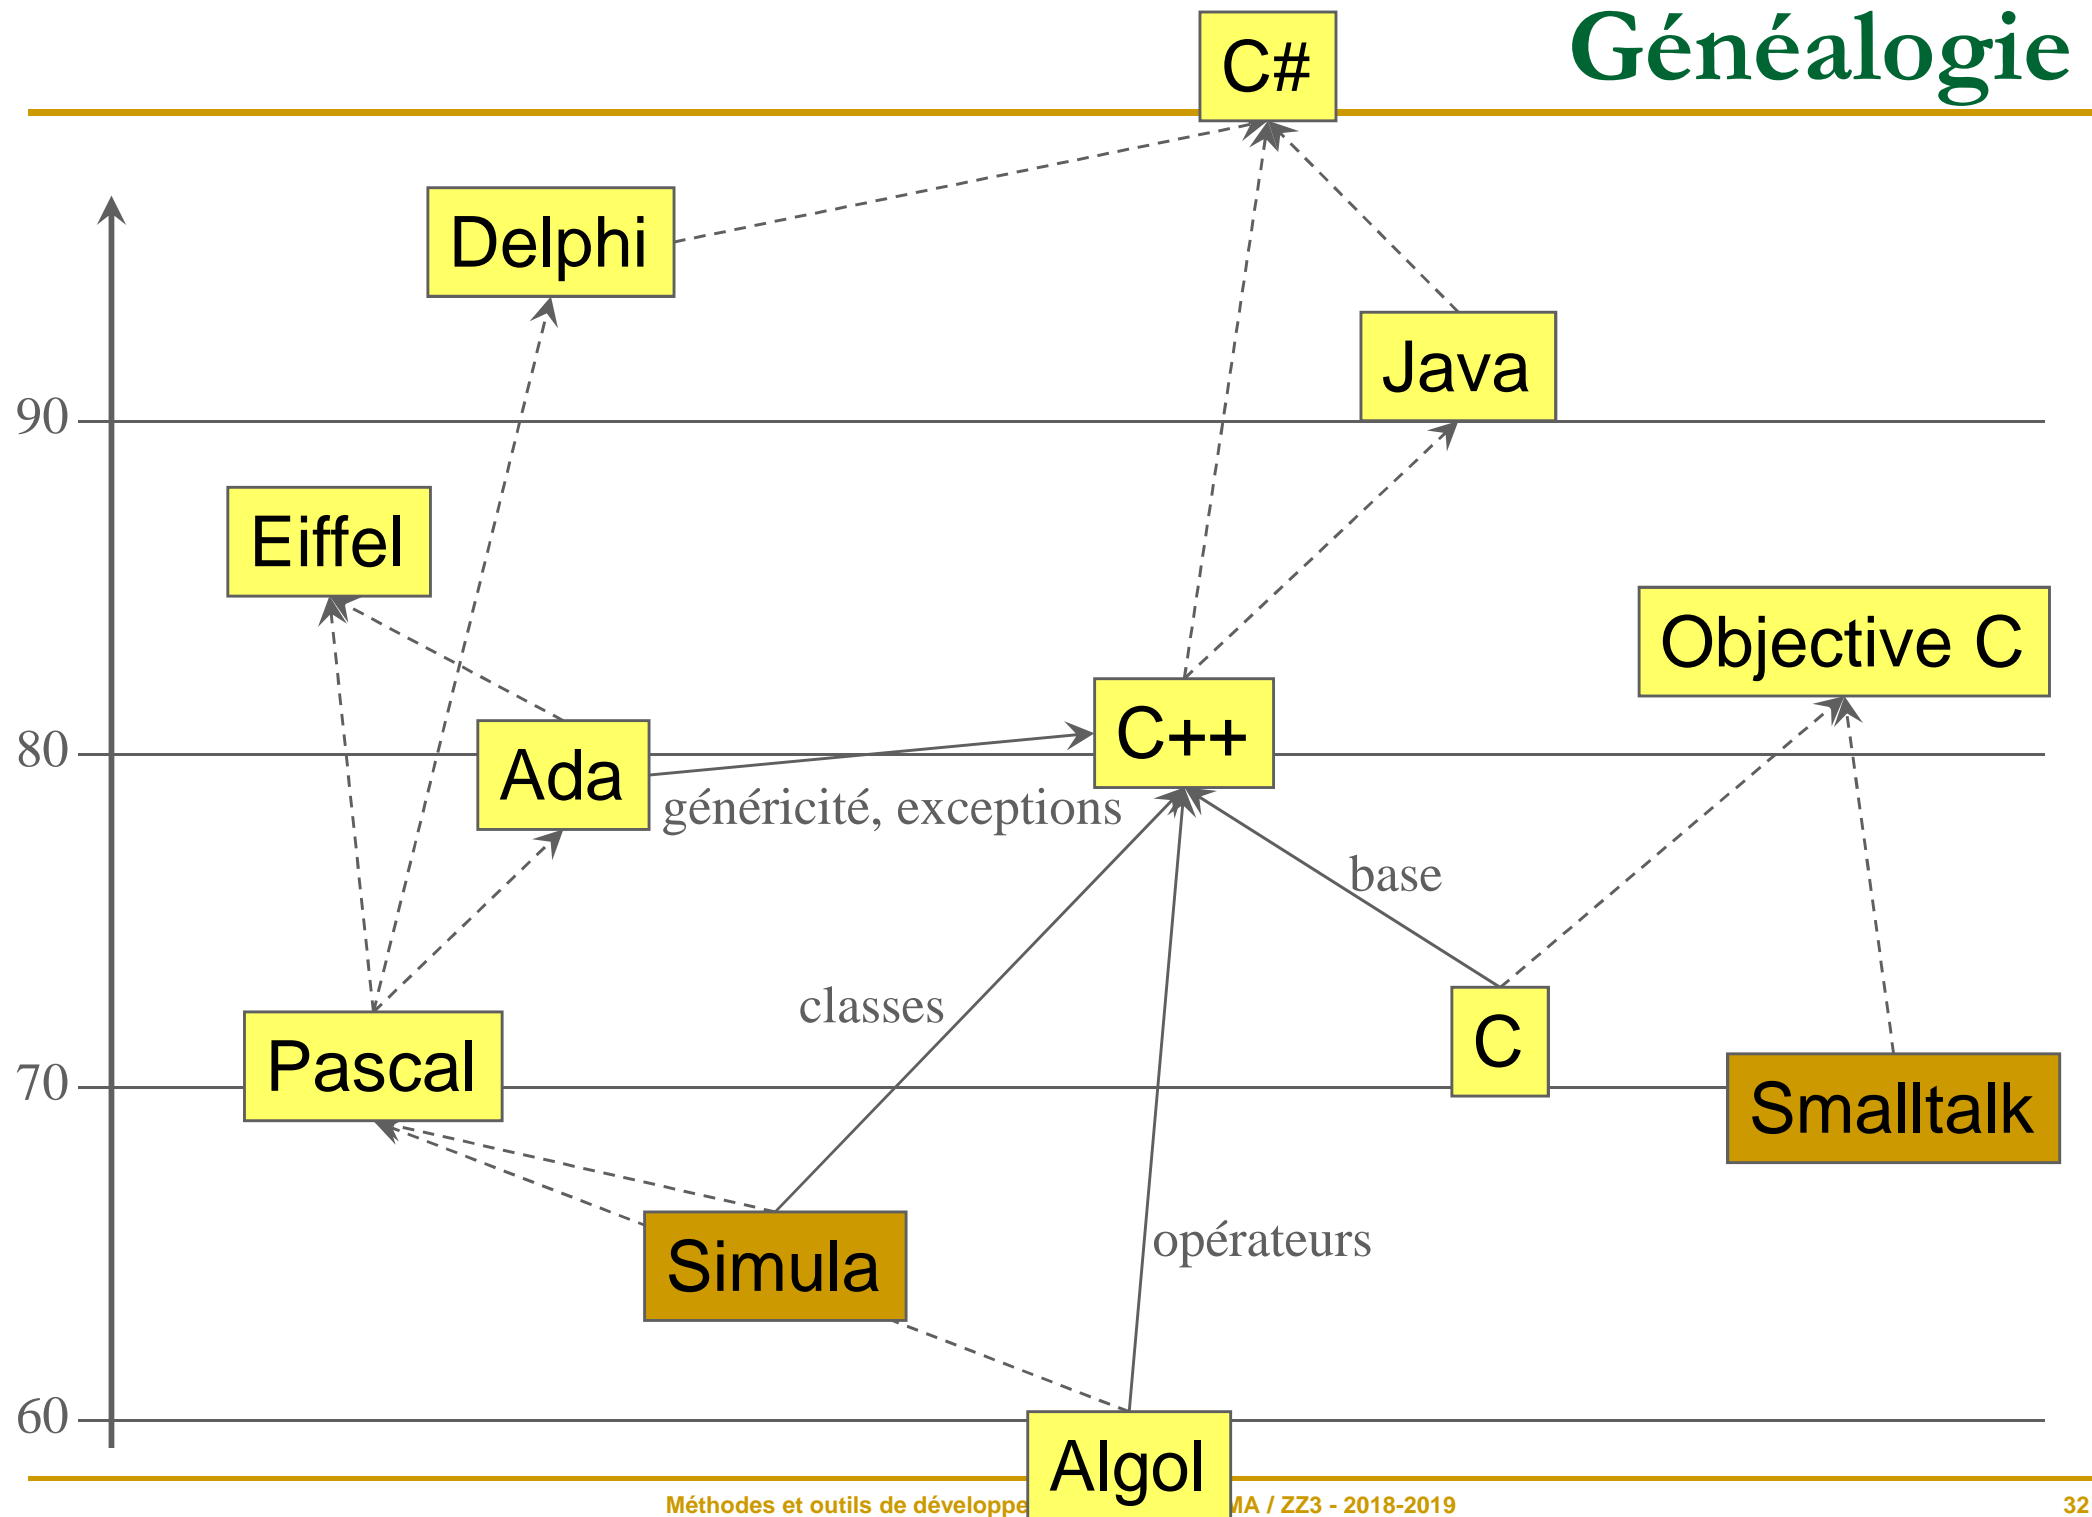 Généalogie
C#
Delphi
Java
90
Eiffel
Objective C
C++
80
Ada
généricité, exceptions
base
classes
C
Pascal
70
Smalltalk
opérateurs
Simula
60
Algol
Méthodes et outils de
MA / ZZ3 - 2018-2019
32